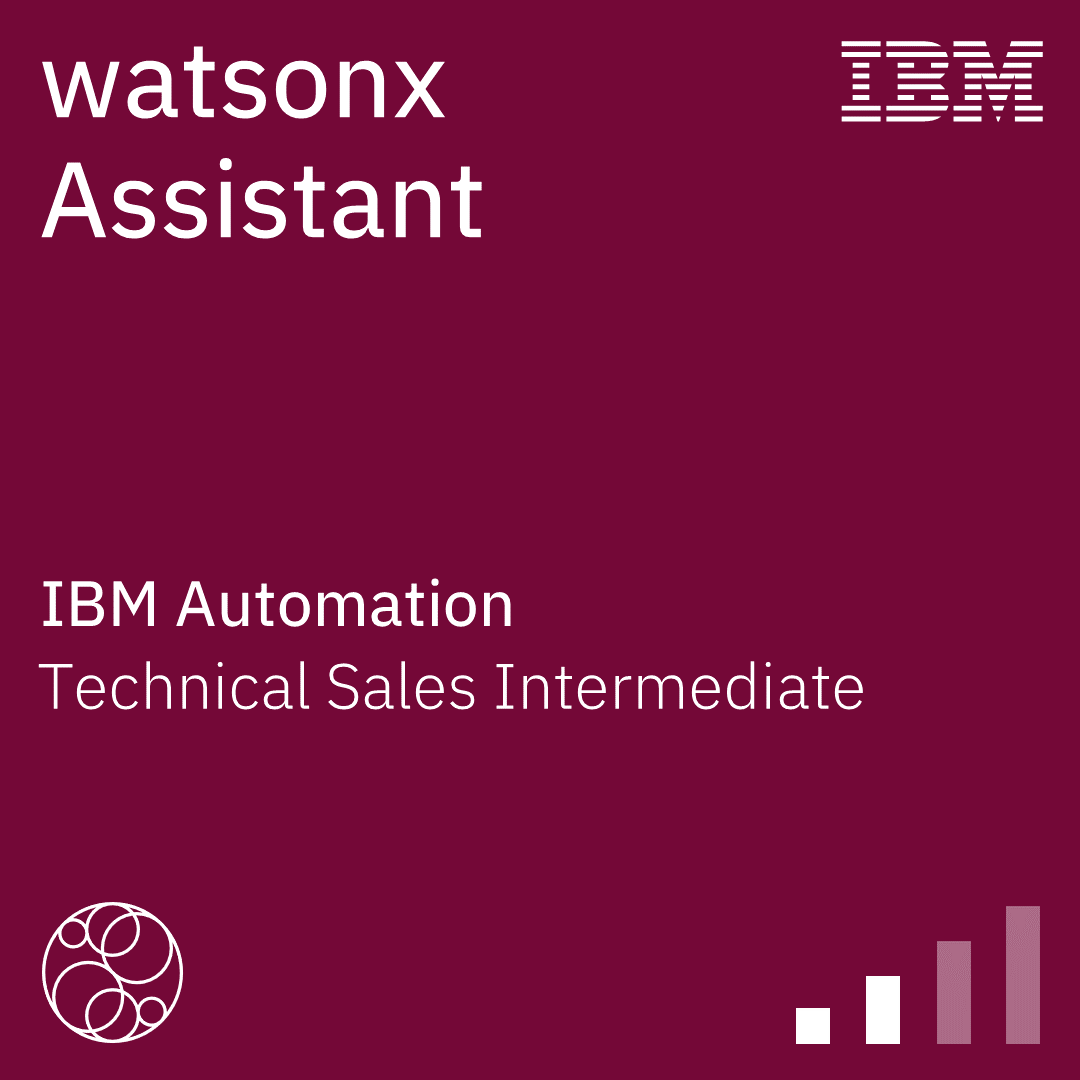 watsonx
IBM
Assistant
IBM Automation
Technical Sales Intermediate